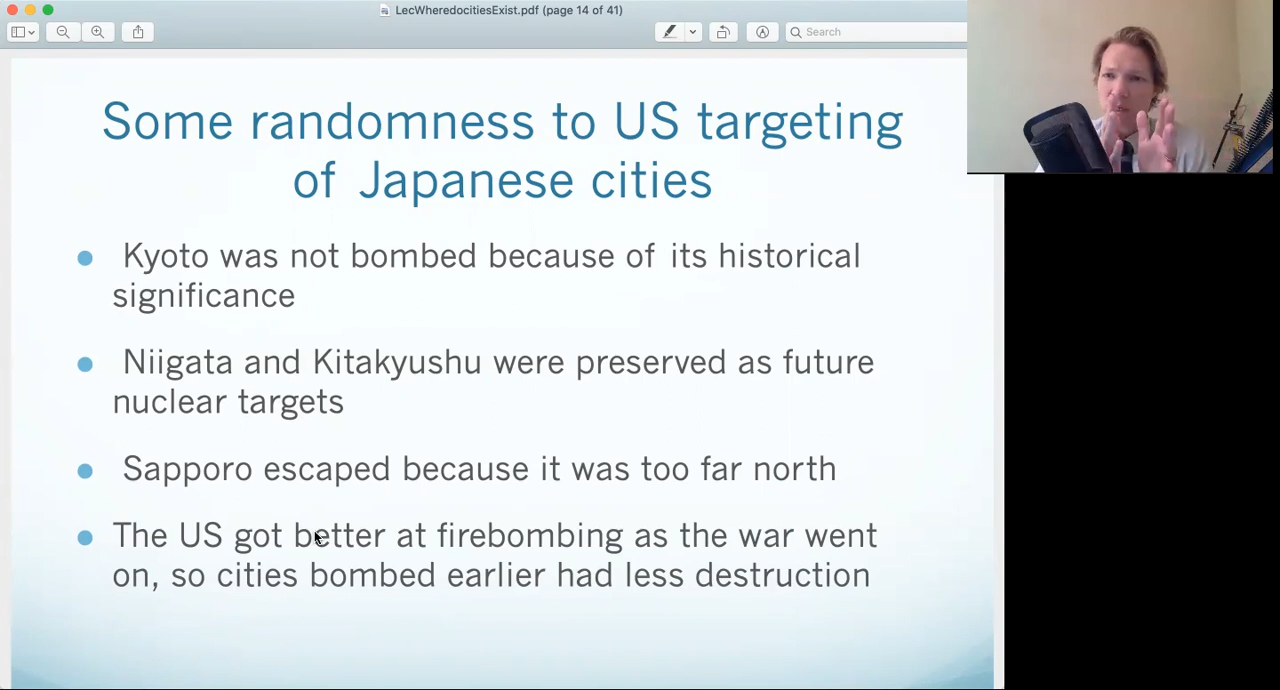 LecWheredocitiesExist.pdf (page 14 of 41)
Search
Some randomness to US targeting
of Japanese cities
Kyoto was not bombed because of its historical
significance
Niigata and Kitakyushu were preserved as future
nuclear targets
Sapporo escaped because it was too far north
The US got better at firebombing as the war went
on, so cities bombed earlier had less destruction